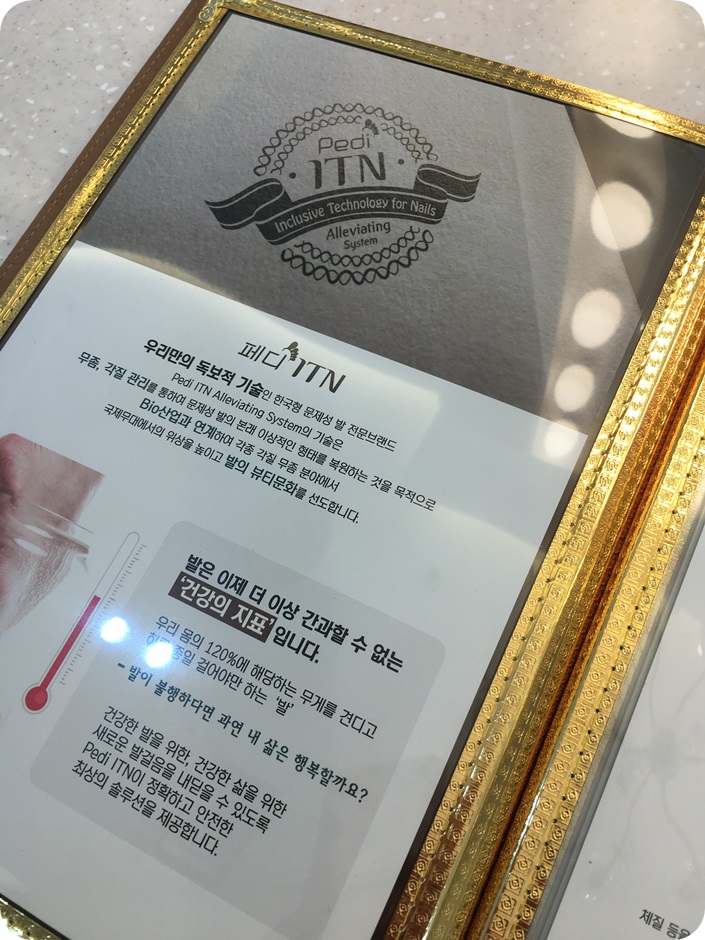 Pedi
ITN
Inclusive Technology for Nails
Alleviating
System
페디 ITN
우리만의 독보적 기술인 한국형 문제성 발 전문브랜드
Pedi ITN Alleviating System의 기술은
무좀, 각질 관리를 통하여 문제성 발의 본래 이상적인 형태를 복원하는 것을 목적으로
Bio산업과 연계하여 각종 각질 무좀 분야에서
국제무대에서의 위상을 높이고 발의 뷰티문화를 선도합니다.
발은 이제 더 이상 간과할 수 없는
'건강의 지표' 입니다.
우리 몸의 120%에 해당하는 무게를 견디고
종일 걸어야만 하는 '발'
- 발이 불행하다면 과연 내 삶은 행복할까요?
건강한 발을 위한, 건강한 삶을 위한
새로운 발걸음을 내딛을 수 있도록
Pedi ITN이 정확하고 안전한
최상의 솔루션을 제공합니다.
체질 등을